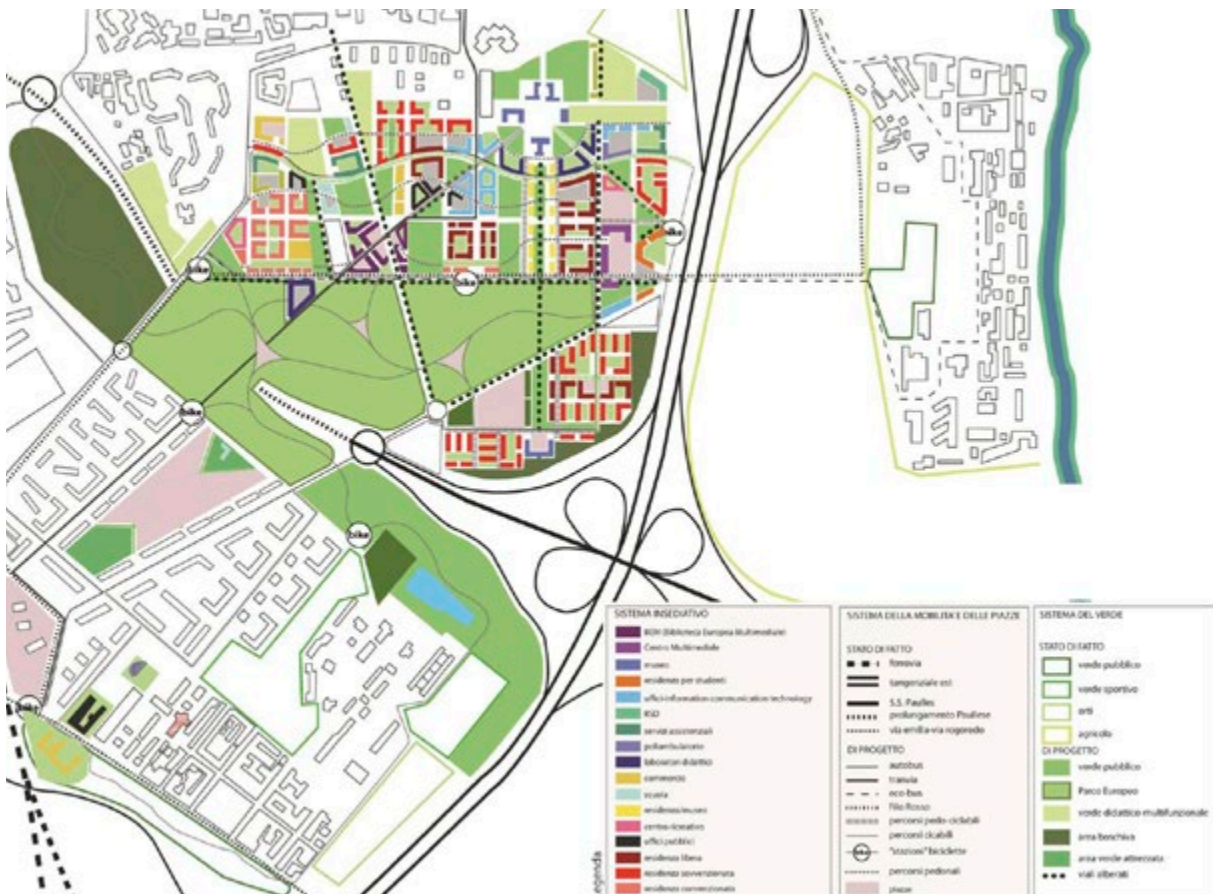 bike
bike
bike
bike
bike
bike
legenda
SISTEMA INSEDIATIVO
BEM (Biblioteca Europea Multimediale)
Centro Multimediale
museo
residenze per studenti
uffici-information communication technology
RSD
servizi assistenziali
poliambulatorio
laboratori didattici
commercio
scuola
residenza/museo
centro ricreativo
uffici pubblici
residenza libera
residenza sovvenzionata
residenza convenzionata
SISTEMA DELLA MOBILITA E DELLE PIAZZE
STATO DI FATTO
ferrovia
tangenziale est
S.S. Paullese
prolungamento Paullese
via emilia-via rogoredo
DI PROGETTO
autobus
tranvia
eco-bus
Filo Rosso
percorsi pedo-ciclabili
percorsi ciclabili
bike "stazioni" biciclette
percorsi pedonali
piazze
SISTEMA DEL VERDE
STATO DI FATTO
verde pubblico
verde sportivo
orti
agricolo
DI PROGETTO
verde pubblico
Parco Europeo
verde didattico-multifunzionale
area boschiva
area verde attrezzata
viali alberati